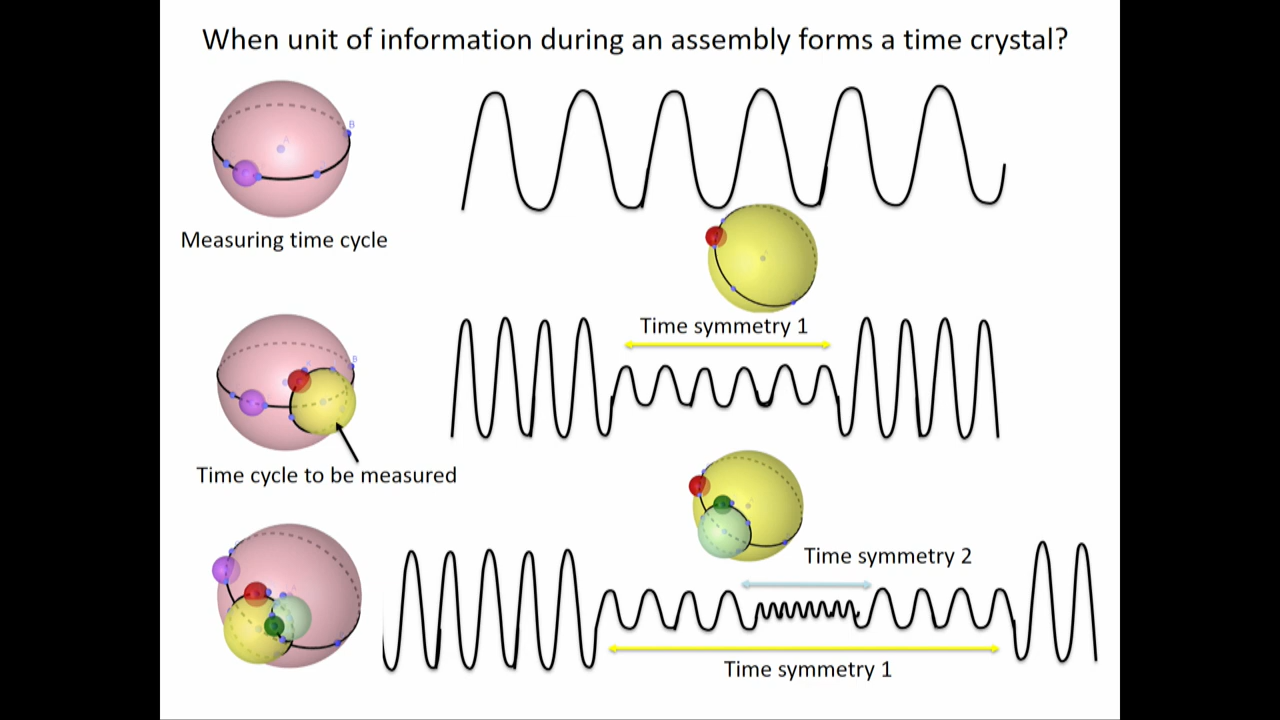 When unit of information during an assembly forms a time crystal?
B
A
Measuring time cycle
Time symmetry 1
B
Time cycle to be measured
Time symmetry 2
Time symmetry 1